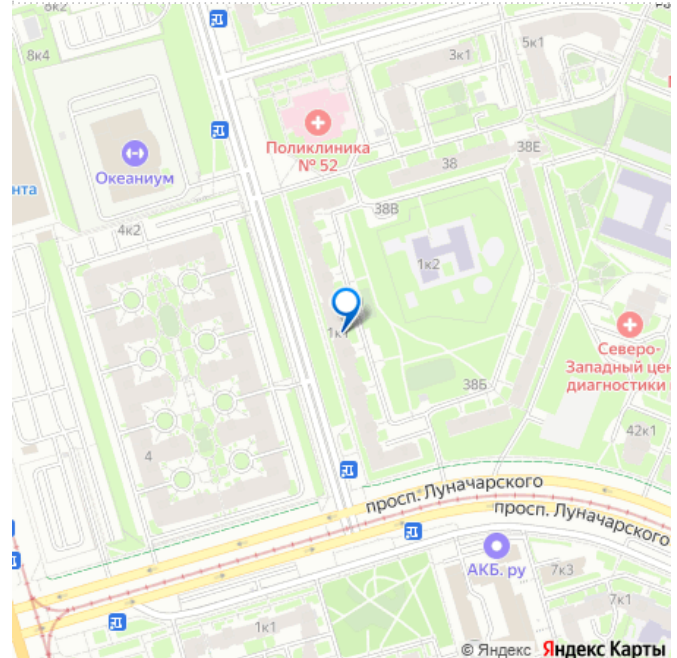 6к2
8к4
3к1
5к1
Поликлиника
№ 52
Океаниум
нта
38
38Е
38В
4к2
1к2
1к1
Северо-
Западный цен
диагностики
38Б
42к1
4
просп. Луначарского
просп. Луначарского
АКБ. ру
7к3
7к1
1к1
© Яндекс Яндекс Карты